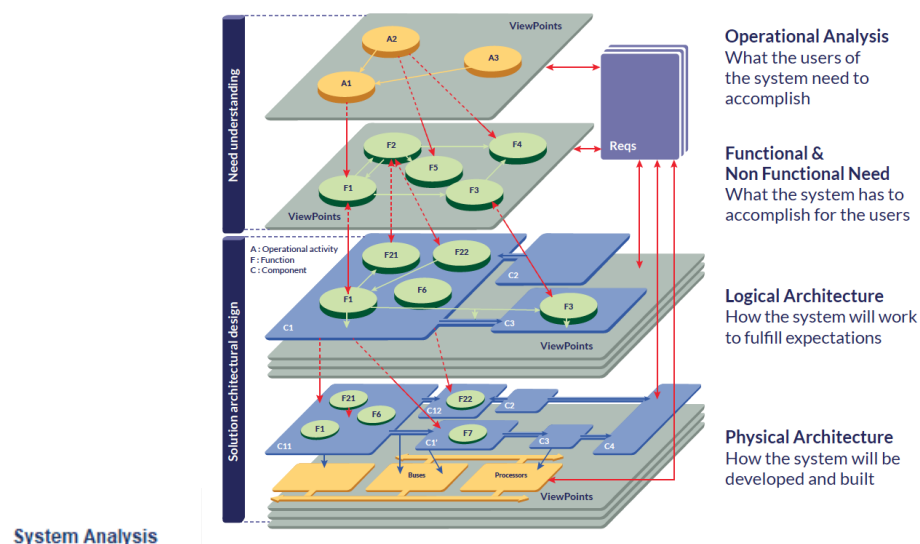 ViewPoints
A2
A3
A1
Need understanding
Reqs
Operational Analysis
What the users of
the system need to
accomplish
F2
F4
F5
F1
F3
ViewPoints
Functional &
Non Functional Need
What the system has to
accomplish for the users
Solution architectural design
A : Operational activity
F : Function
C : Component
F21
F22
C2
F1
F6
F3
C1
C3
ViewPoints
Logical Architecture
How the system will work
to fulfill expectations
F21
F22
C2
F6
C12
F1
F7
C11
C1'
C3
C4
Buses
Processors
ViewPoints
Physical Architecture
How the system will be
developed and built
System Analysis